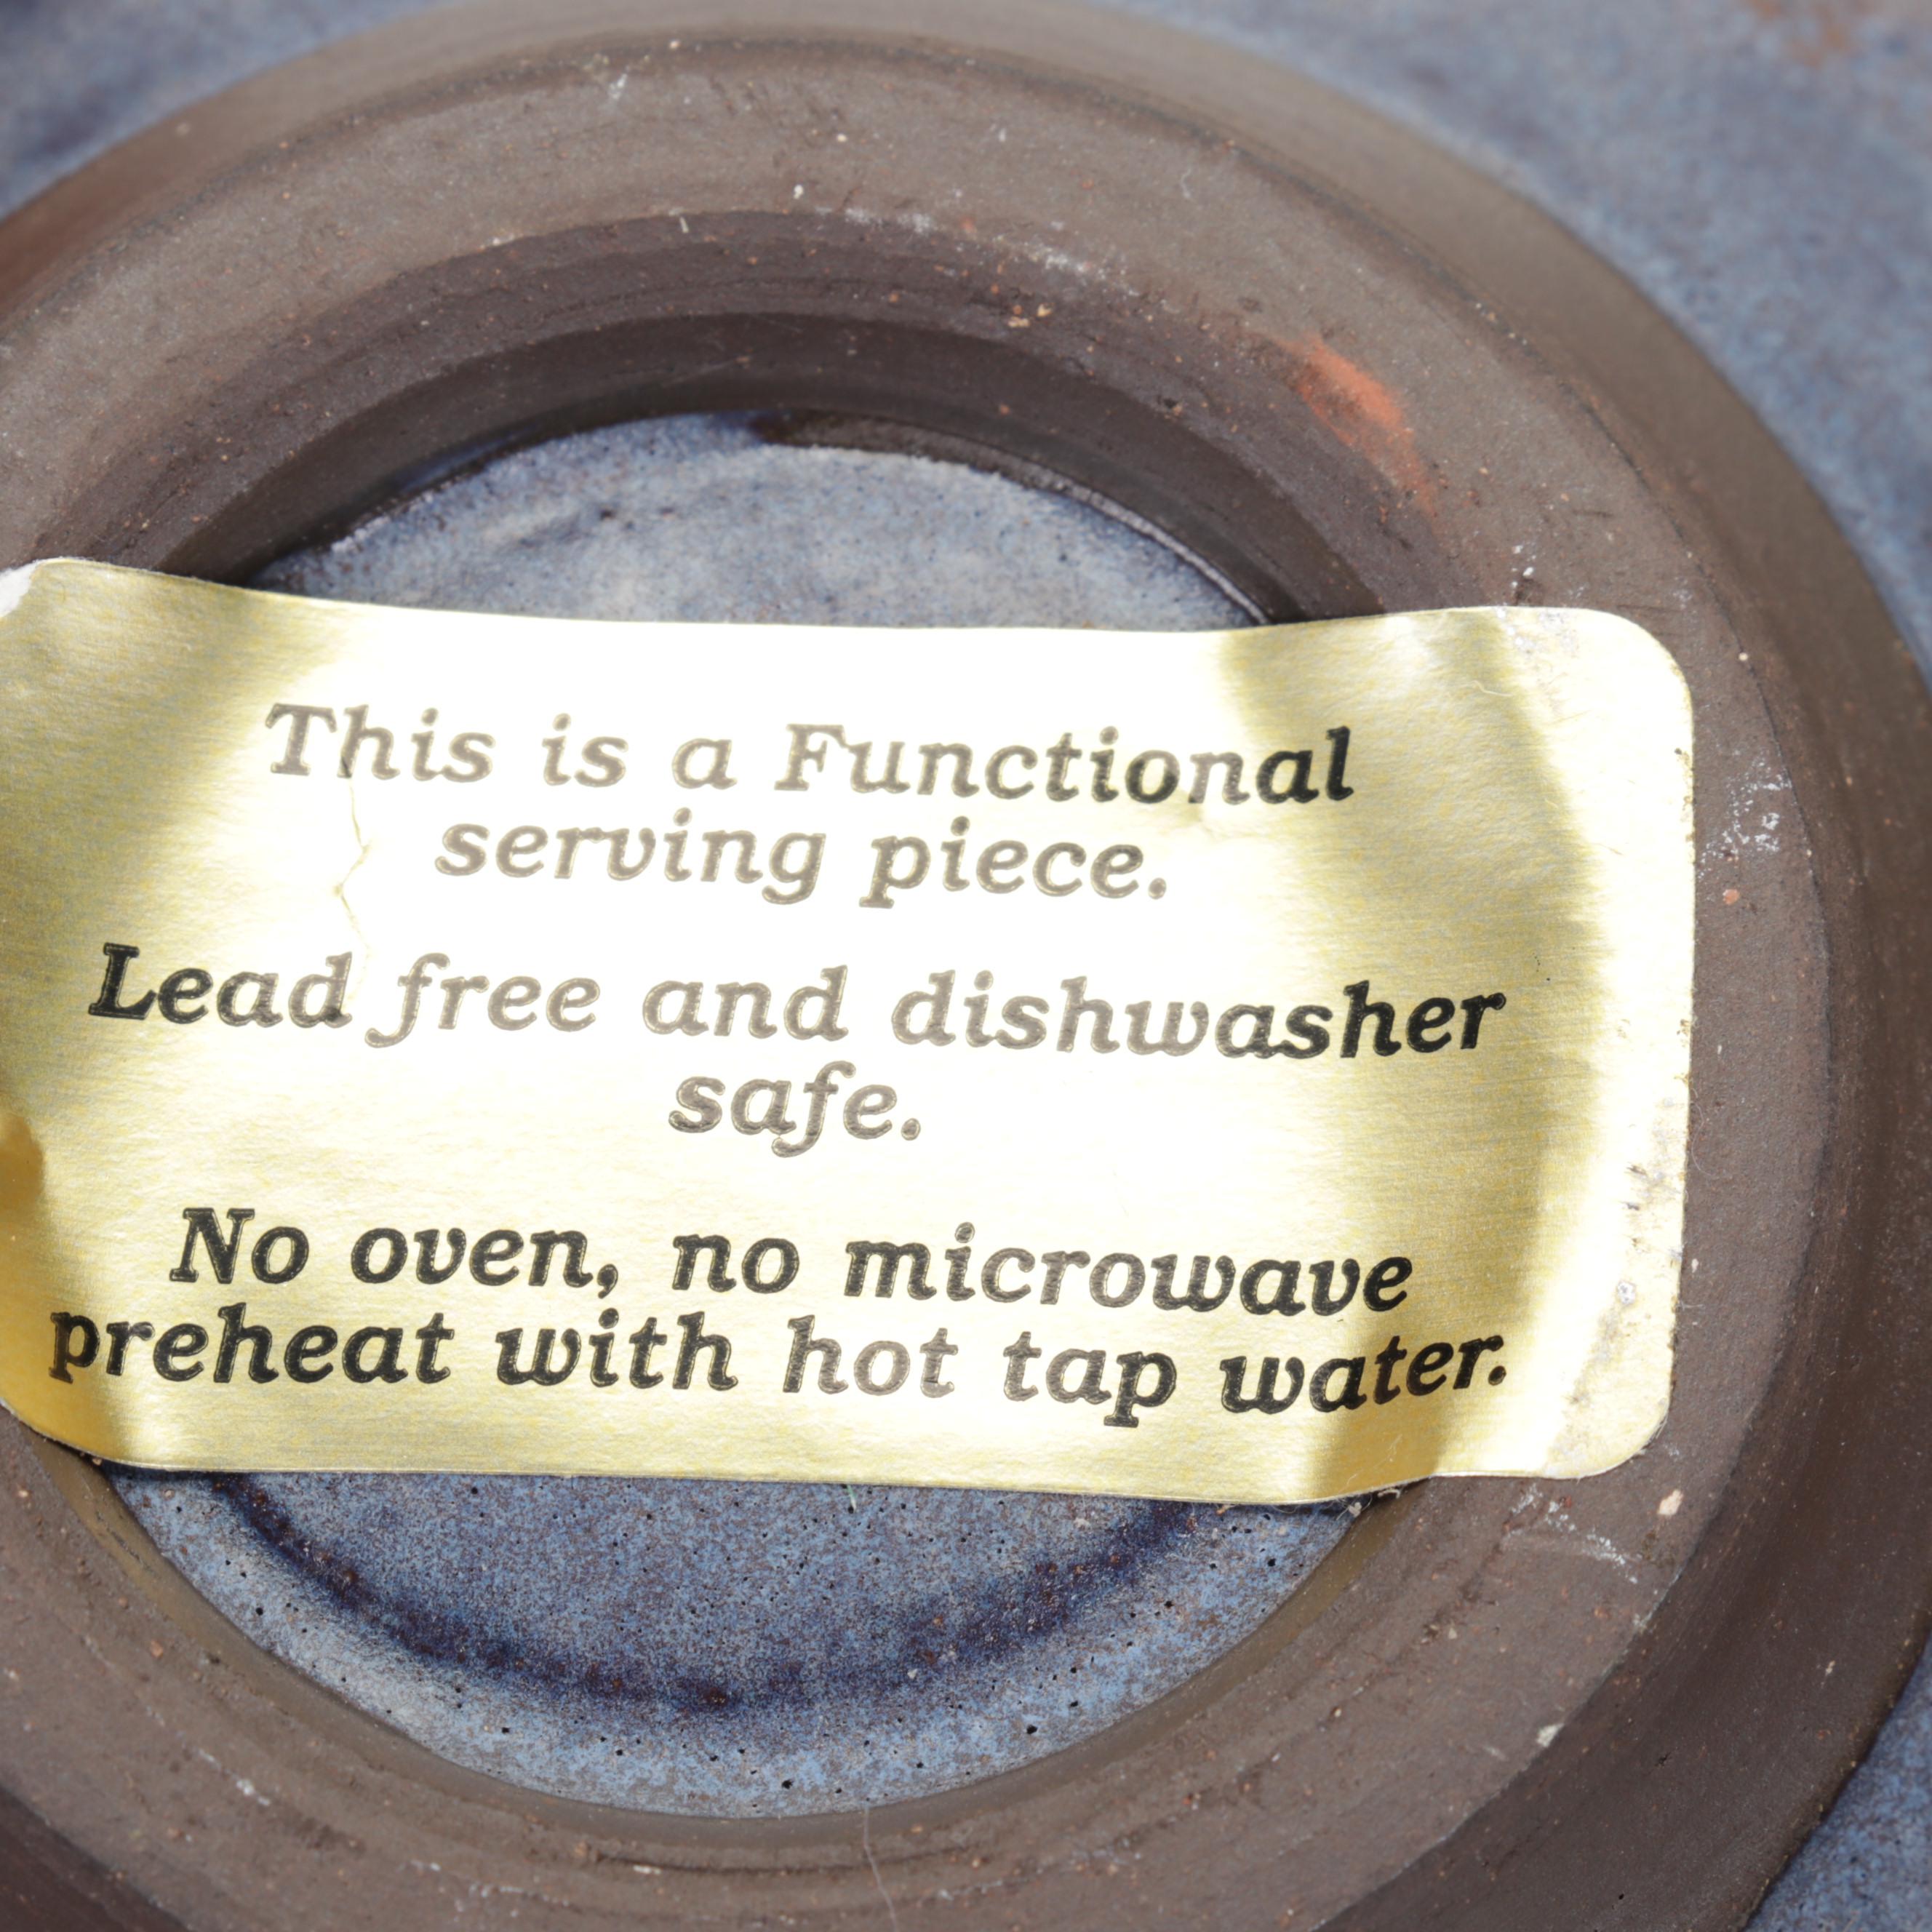 This is a Functional
serving piece.
Lead free and dishwasher
safe.
No oven, no microwave
preheat with hot tap water.